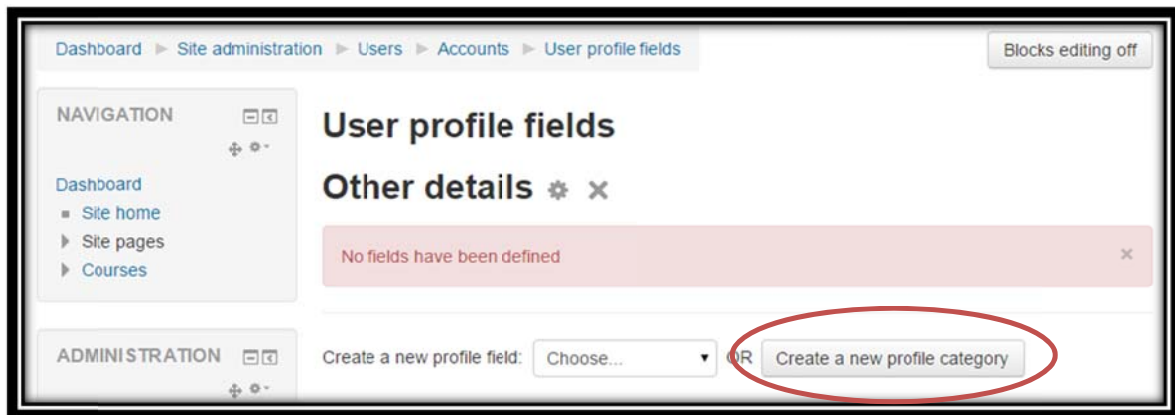 Dashboard ▶ Site administration ▶ Users ▶ Accounts ▶ User profile fields
Blocks editing off
NAVIGATION
Dashboard
Site home
Site pages
Courses
ADMINISTRATION
User profile fields
Other details
No fields have been defined
Create a new profile field: Choose... OR Create a new profile category